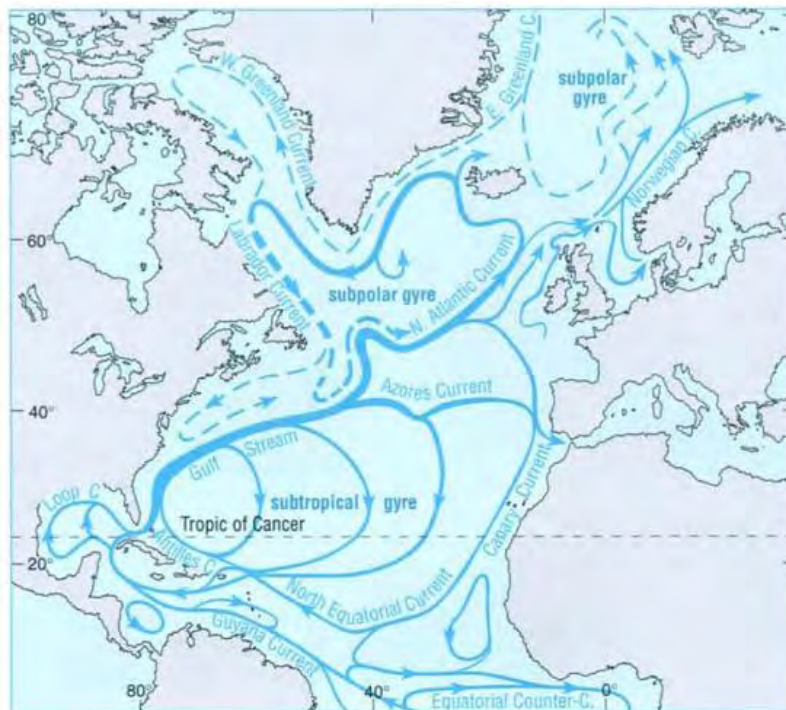 80
subpolar
gyre
W. Greenland Current
E. Greenland C.
Norwegian C.
60°
Labrador Current
subpolar gyre
N. Atlantic Current
Azores Current
40°
Gulf Stream
Loop C.
subtropical gyre
Tropic of Cancer
Canary Current
Antilles C.
20°
North Equatorial Current
Guyana Current
80°
40°
0°
Equatorial Counter-C.